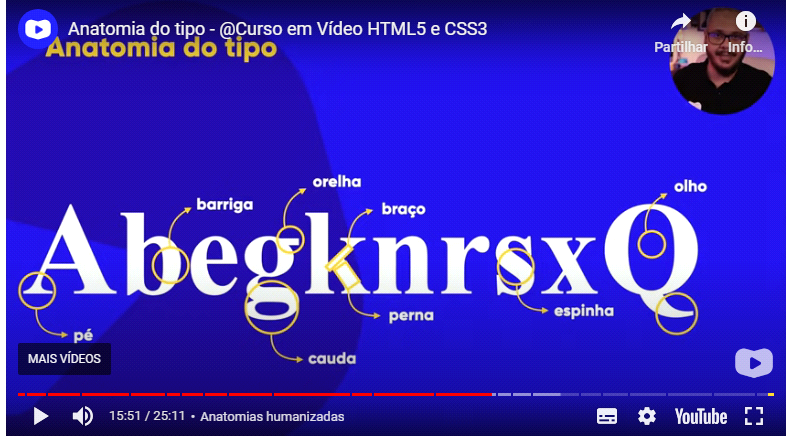 Anatomia do tipo - @Curso em Vídeo HTML5 e CSS3
Partilhar
Info...
Anatomia do tipo
orelha
olho
barriga
braço
AbegknrsxQ
perna
espinha
pé
cauda
MAIS VÍDEOS
15:51 / 25:11 • Anatomias humanizadas
YouTube